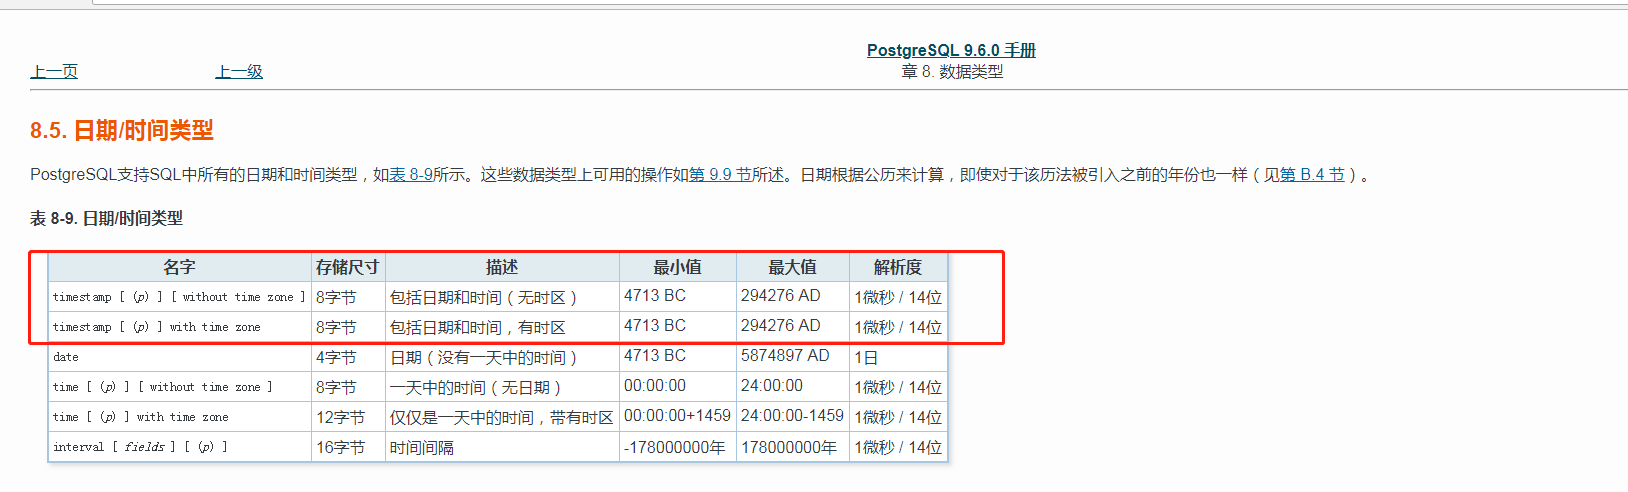 PostgreSQL 9.6.0 手册
上一页 上一级 章 8. 数据类型
8.5. 日期/时间类型
PostgreSQL支持SQL中所有的日期和时间类型，如表 8-9所示。这些数据类型上可用的操作如第 9.9 节所述。日期根据公历来计算，即使对于该历法被引入之前的年份也一样（见第 B.4 节）。
表 8-9. 日期/时间类型
名字 存储尺寸 描述 最小值 最大值 解析度
timestamp [ (p) ] [ without time zone ] 8字节 包括日期和时间（无时区） 4713 BC 294276 AD 1微秒 / 14位
timestamp [ (p) ] with time zone 8字节 包括日期和时间，有时区 4713 BC 294276 AD 1微秒 / 14位
date 4字节 日期（没有一天中的时间） 4713 BC 5874897 AD 1日
time [ (p) ] [ without time zone ] 8字节 一天中的时间（无日期） 00:00:00 24:00:00 1微秒 / 14位
time [ (p) ] with time zone 12字节 仅仅是一天中的时间，带有时区 00:00:00+1459 24:00:00-1459 1微秒 / 14位
interval [ fields ] [ (p) ] 16字节 时间间隔 -178000000年 178000000年 1微秒 / 14位